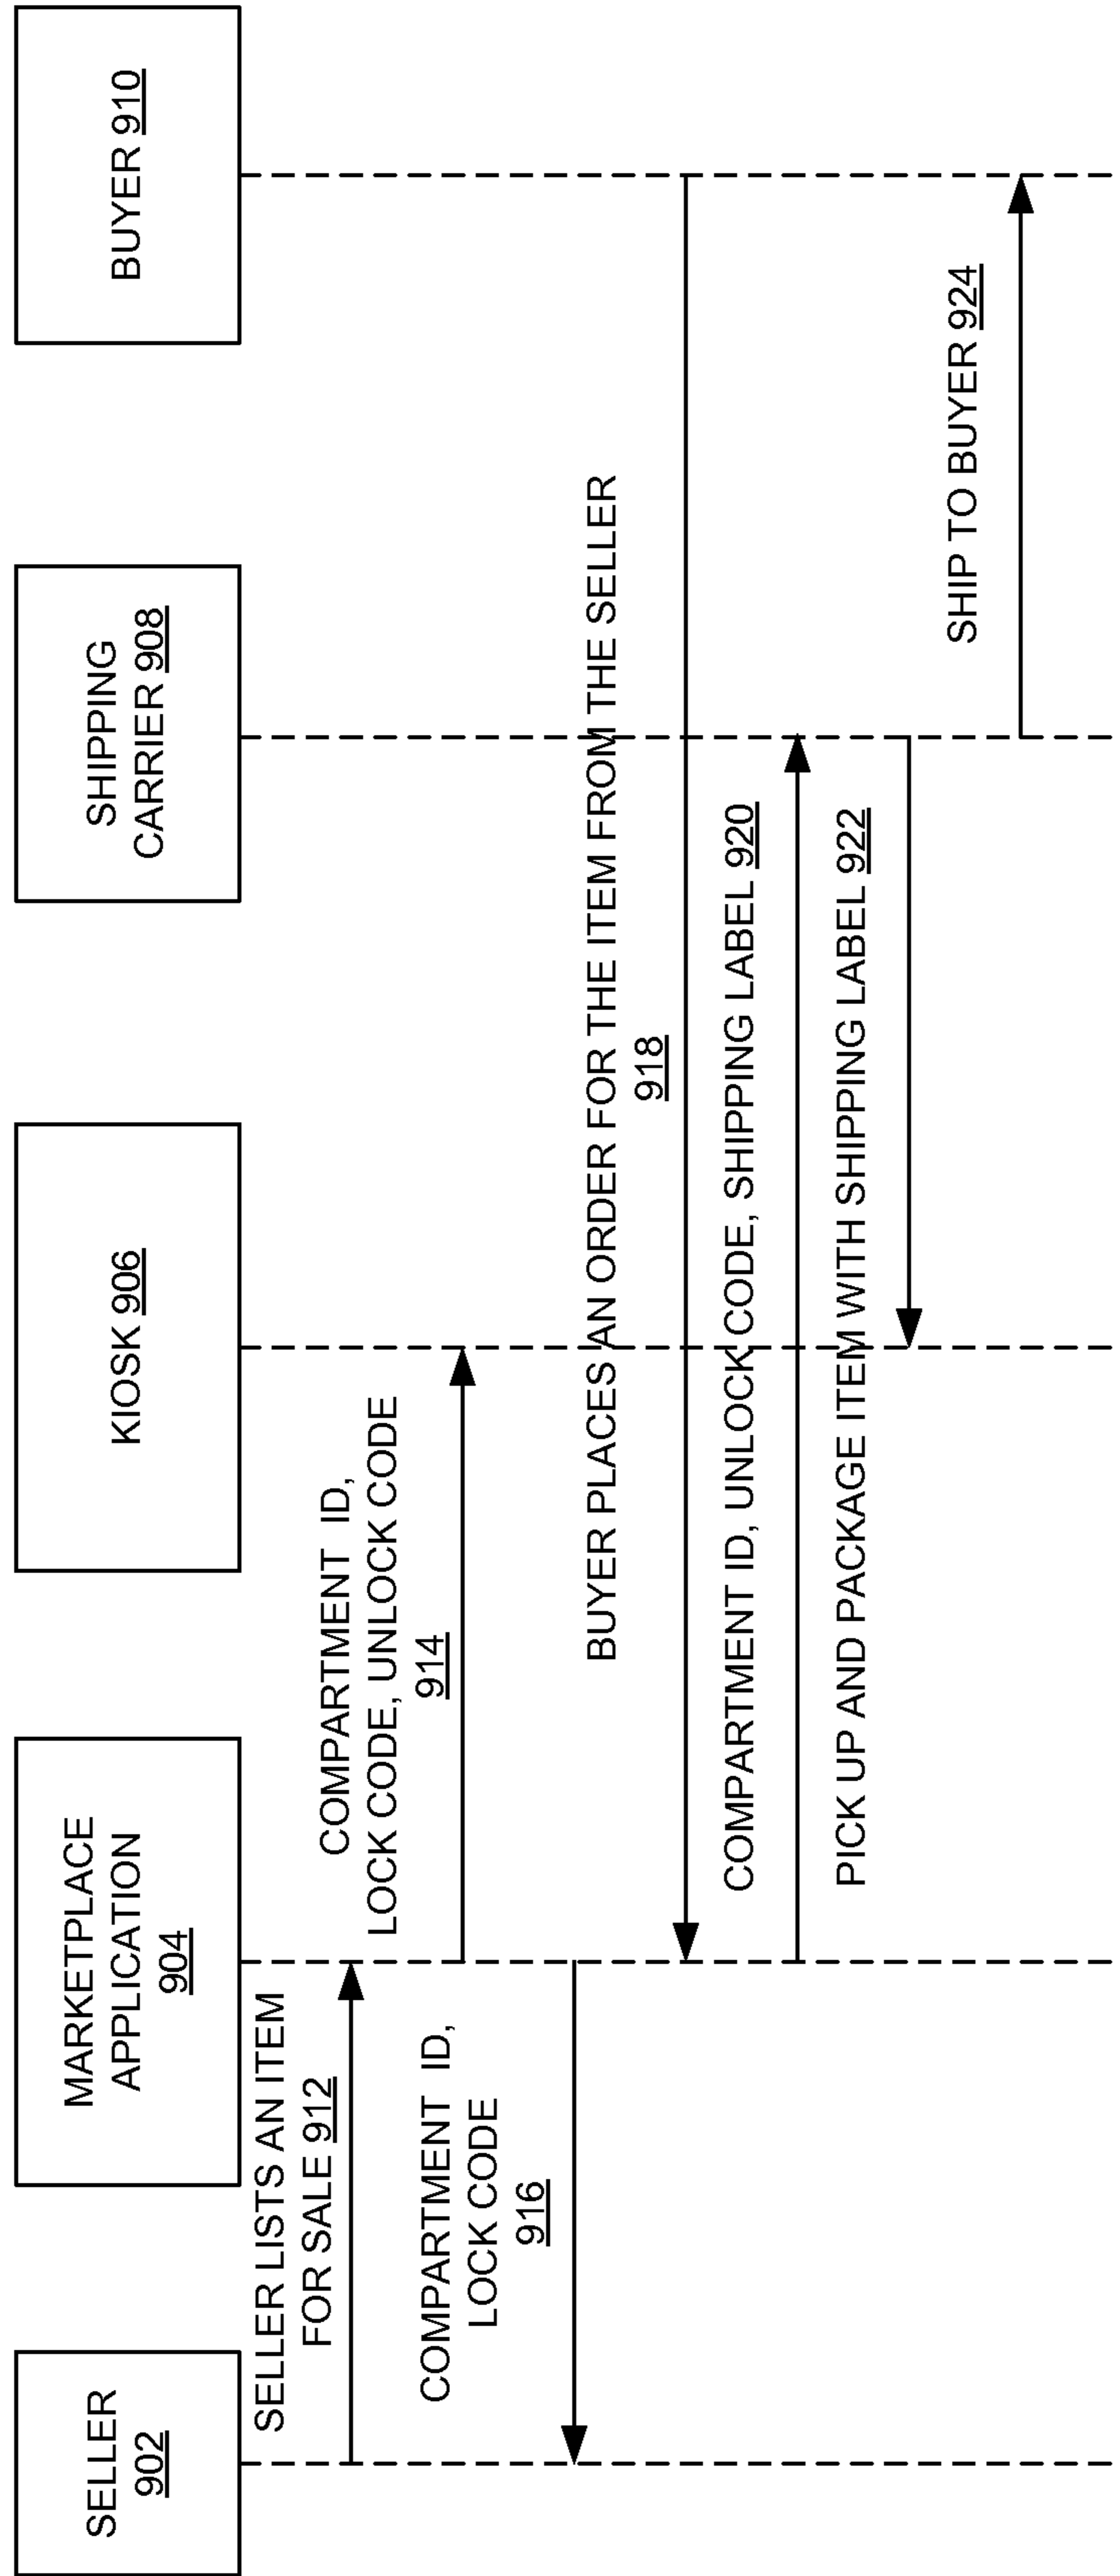 SELLER
902
MARKETPLACE
APPLICATION
904
KIOSK 906
SHIPPING
CARRIER 908
BUYER 910
SELLER LISTS AN ITEM
FOR SALE 912
COMPARTMENT ID,
LOCK CODE, UNLOCK CODE
914
COMPARTMENT ID,
LOCK CODE
916
BUYER PLACES AN ORDER FOR THE ITEM FROM THE SELLER
918
COMPARTMENT ID, UNLOCK CODE, SHIPPING LABEL 920
PICK UP AND PACKAGE ITEM WITH SHIPPING LABEL 922
SHIP TO BUYER 924